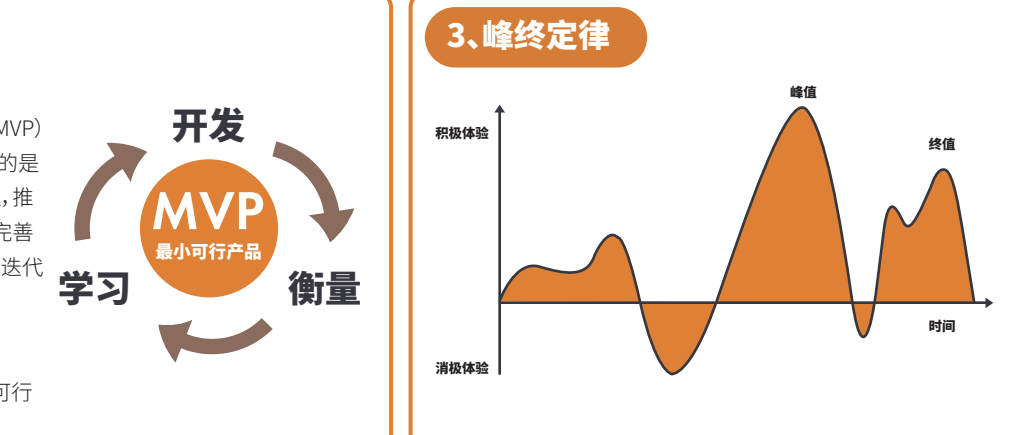 MVP）
的是
，推
完善
迭代
可行
开发
MVP
最小可行产品
学习
衡量
3、峰终定律
峰值
积极体验
终值
时间
消极体验